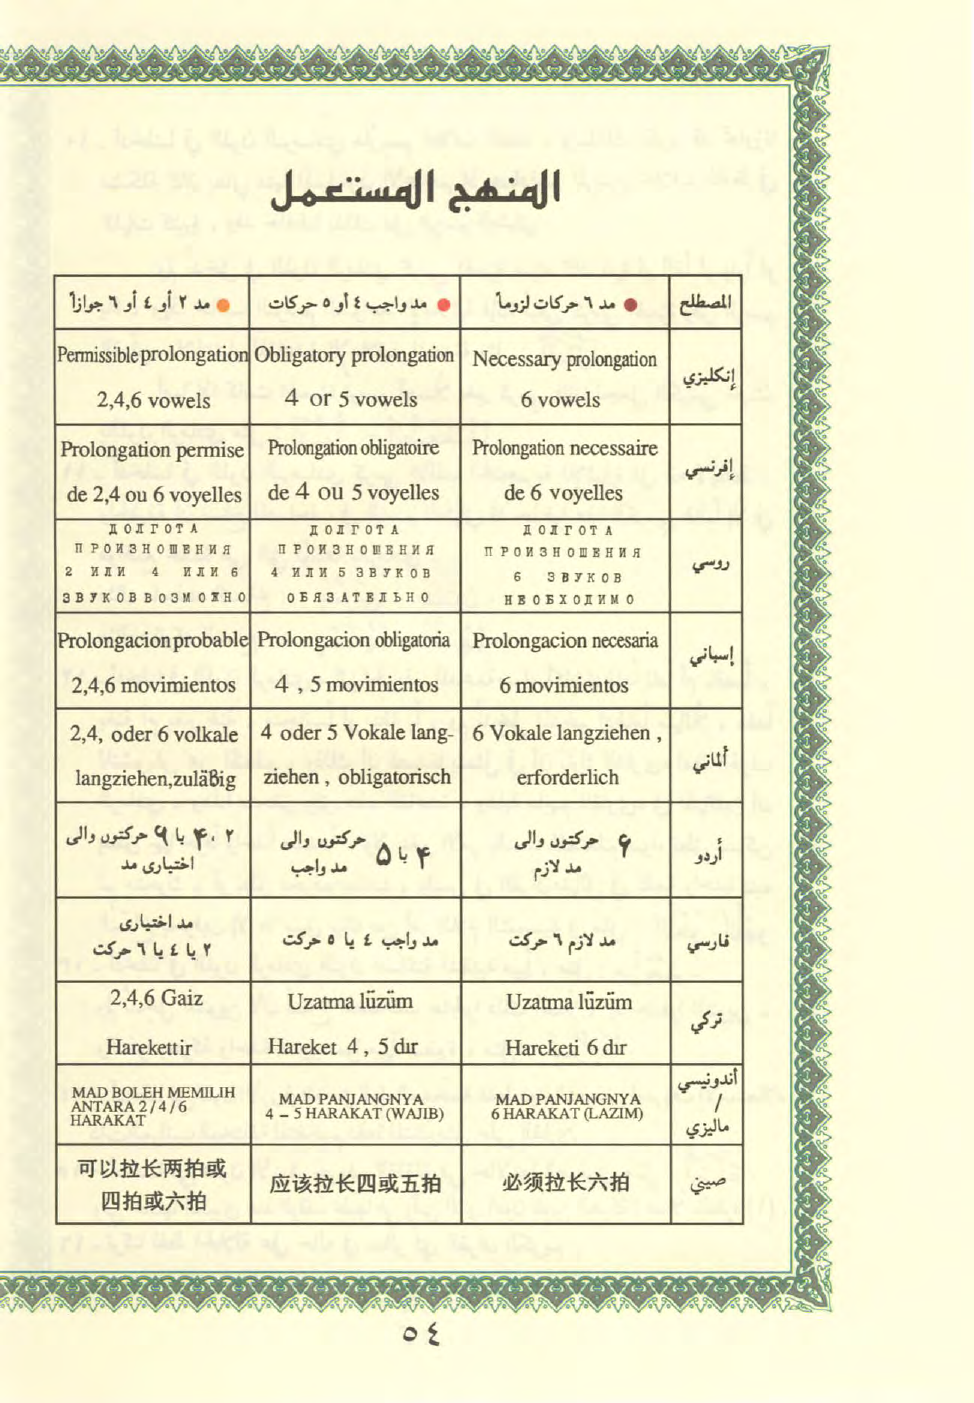 المنهج المستعمل
المصطلح
مد ٦ حركات لزوماً
مد واجب ٤ أو ٥ حركات
مد ٢ أو ٤ أو ٦ جوازاً
إنكليزي
Necessary prolongation
6 vowels
Obligatory prolongation
4 or 5 vowels
Permissible prolongation
2,4,6 vowels
إفرنسي
Prolongation necessaire
de 6 voyelles
Prolongation obligatoire
de 4 ou 5 voyelles
Prolongation permise
de 2,4 ou 6 voyelles
روسي
ДОЛГОТА
ПРОИЗНОШЕНИЯ
6 ЗВУКОВ
НЕОБХОДИМО
ДОЛГОТА
ПРОИЗНОШЕНИЯ
4 ИЛИ 5 ЗВУКОВ
ОБЯЗАТЕЛЬНО
ДОЛГОТА
ПРОИЗНОШЕНИЯ
2 ИЛИ 4 ИЛИ 6
ЗВУКОВ ВОЗМОЖНО
إسباني
Prolongacion necesaria
6 movimientos
Prolongacion obligatoria
4 , 5 movimientos
Prolongacion probable
2,4,6 movimientos
ألماني
6 Vokale langziehen ,
erforderlich
4 oder 5 Vokale lang-
ziehen , obligatorisch
2,4, oder 6 volkale
langziehen,zuläßig
أردو
۶ حركتوں والى
مد لازم
۴ يا ۵ حركتوں والى
مد واجب
۲ ،۴ يا ۶ حركتوں والى
اختيارى مد
فارسي
مد لازم ٦ حركت
مد واجب ٤ يا ٥ حركت
مد اختيارى
٢ يا ٤ يا ٦ حركت
تركي
Uzatma lüzüm
Hareketi 6 dır
Uzatma lüzüm
Hareket 4 , 5 dır
2,4,6 Gaiz
Harekettir
أندونيسي
/
ماليزي
MAD PANJANGNYA
6 HARAKAT (LAZIM)
MAD PANJANGNYA
4 – 5 HARAKAT (WAJIB)
MAD BOLEH MEMILIH
ANTARA 2 / 4 / 6
HARAKAT
صيني
必须拉长六拍
应该拉长四或五拍
可以拉长两拍或
四拍或六拍
٥٤